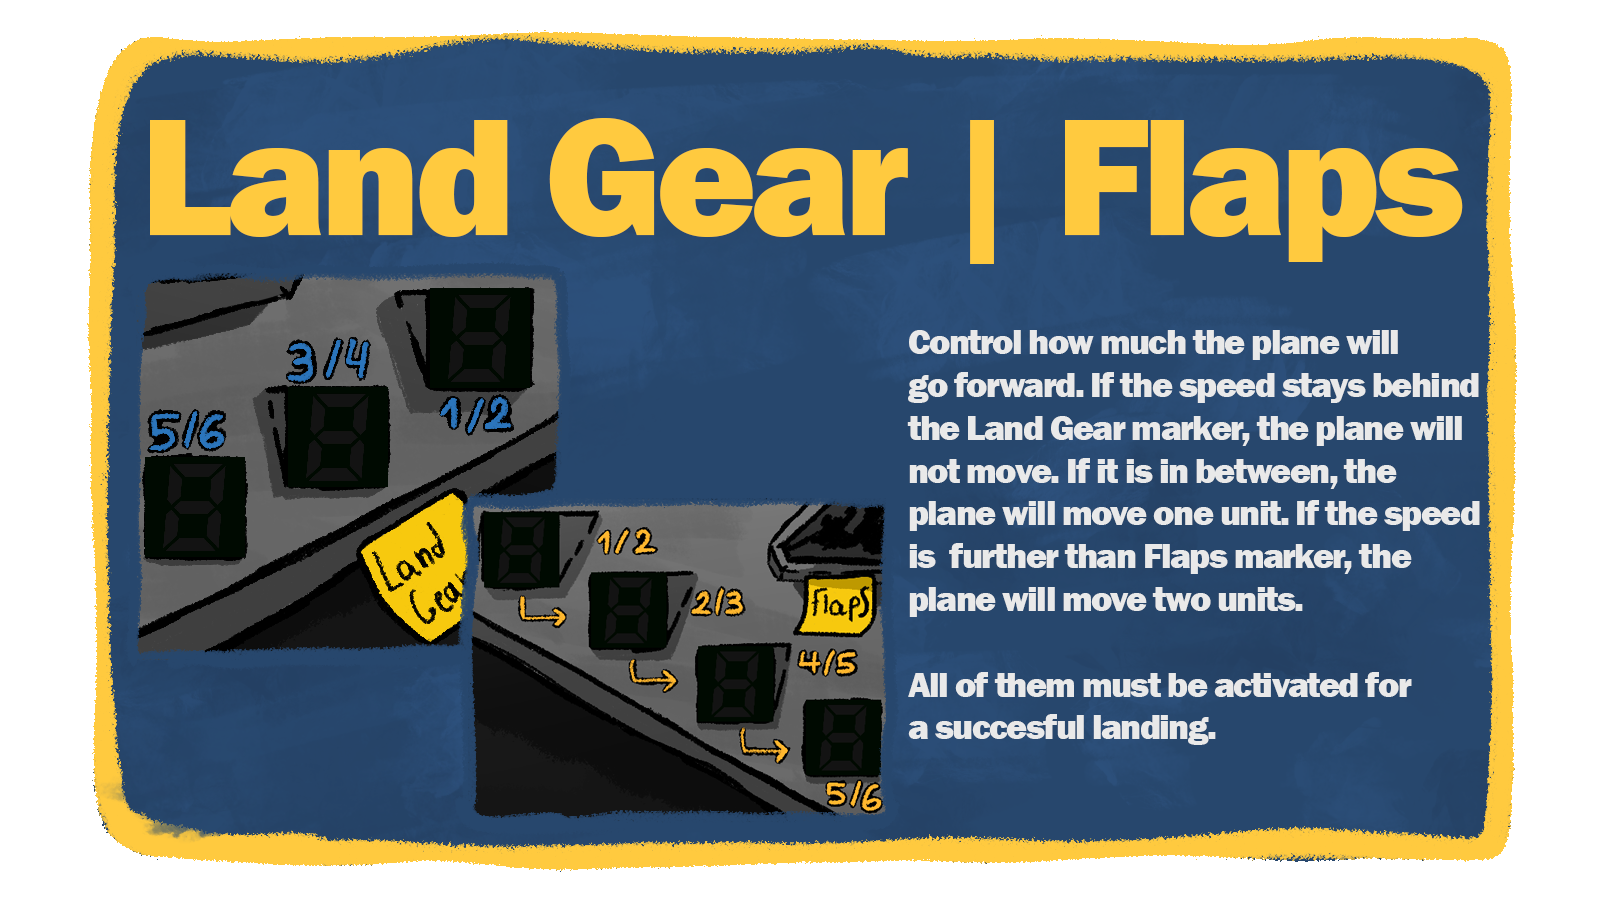 Land Gear | Flaps
3/4
1/2
5/6
Land
Gear
1/2
2/3
Flaps
4/5
5/6
Control how much the plane will
go forward. If the speed stays behind
the Land Gear marker, the plane will
not move. If it is in between, the
plane will move one unit. If the speed
is  further than Flaps marker, the
plane will move two units.
All of them must be activated for
a succesful landing.